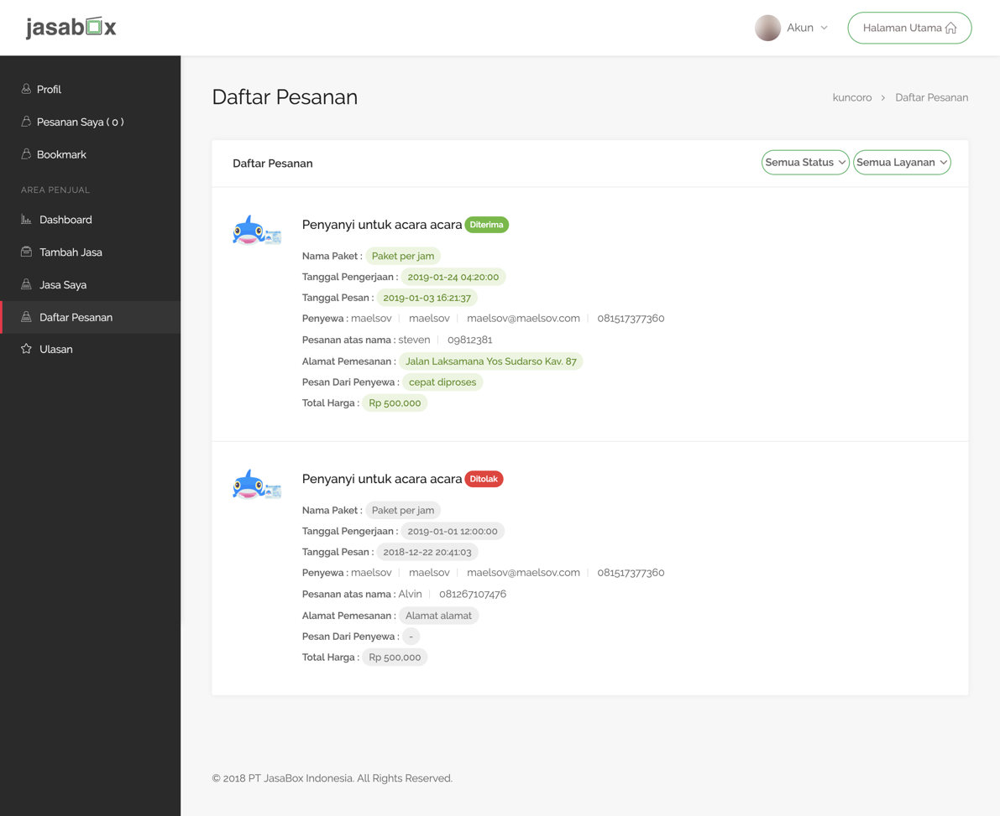 jasabox
Akun
Halaman Utama
Profil
Pesanan Saya ( 0 )
Bookmark
AREA PENJUAL
Dashboard
Tambah Jasa
Jasa Saya
Daftar Pesanan
Ulasan
Daftar Pesanan
kuncoro > Daftar Pesanan
Daftar Pesanan
Semua Status
Semua Layanan
Penyanyi untuk acara acara Diterima
Nama Paket : Paket per jam
Tanggal Pengerjaan : 2019-01-24 04:20:00
Tanggal Pesan : 2019-01-03 16:21:37
Penyewa : maelsov | maelsov | maelsov@maelsov.com | 081517377360
Pesanan atas nama : steven | 09812381
Alamat Pemesanan : Jalan Laksamana Yos Sudarso Kav. 87
Pesan Dari Penyewa : cepat diproses
Total Harga : Rp 500,000
Penyanyi untuk acara acara Ditolak
Nama Paket : Paket per jam
Tanggal Pengerjaan : 2019-01-01 12:00:00
Tanggal Pesan : 2018-12-22 20:41:03
Penyewa : maelsov | maelsov | maelsov@maelsov.com | 081517377360
Pesanan atas nama : Alvin | 081267107476
Alamat Pemesanan : Alamat alamat
Pesan Dari Penyewa : -
Total Harga : Rp 500,000
© 2018 PT JasaBox Indonesia. All Rights Reserved.